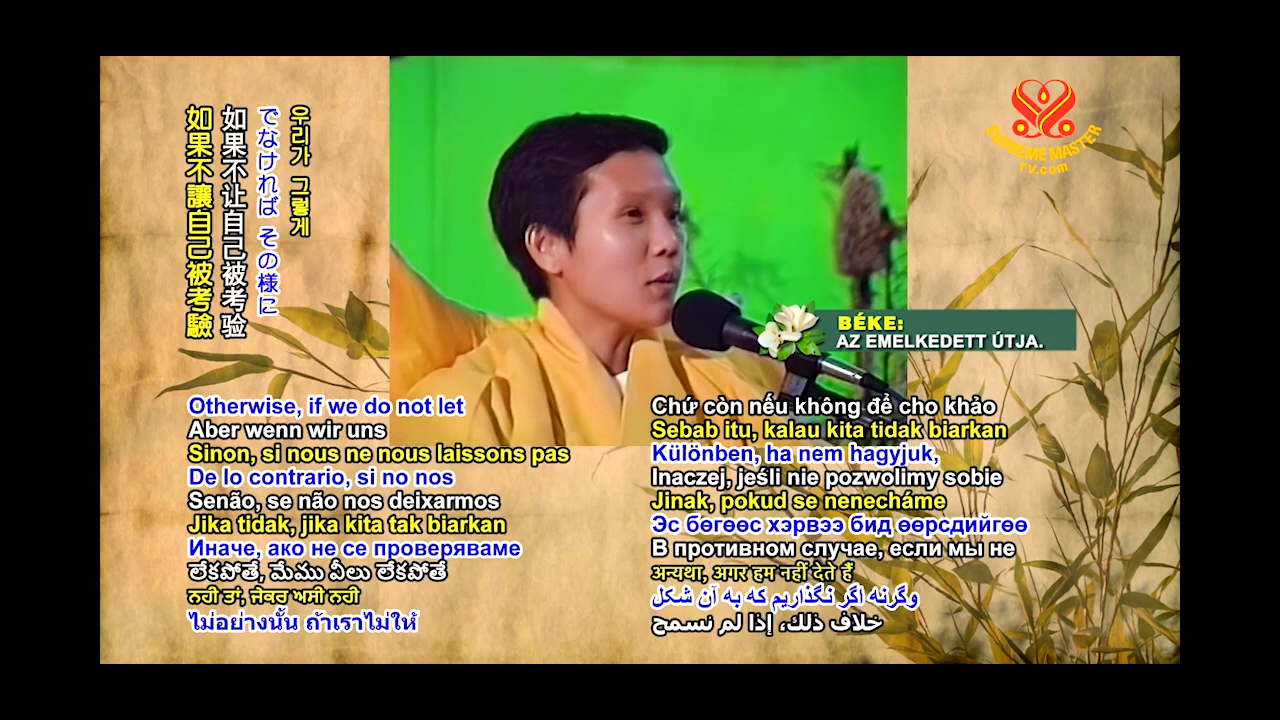 如果不讓自己被考驗
如果不让自己被考验
でなければ その様に
우리가 그렇게
SUPREME MASTER
TV.com
BÉKE:
AZ EMELKEDETT ÚTJA.
Otherwise, if we do not let
Aber wenn wir uns
Sinon, si nous ne nous laissons pas
De lo contrario, si no nos
Senão, se não nos deixarmos
Jika tidak, jika kita tak biarkan
Иначе, ако не се проверяваме
లేకపోతే, మేము వీలు లేకపోతే
ਨਹੀ ਤਾਂ, ਜੇਕਰ ਅਸੀ ਨਹੀ
ไม่อย่างนั้น ถ้าเราไม่ให้
Chứ còn nếu không để cho khảo
Sebab itu, kalau kita tidak biarkan
Különben, ha nem hagyjuk,
Inaczej, jeśli nie pozwolimy sobie
Jinak, pokud se nenecháme
Эс бөгөөс хэрвээ бид өөрсдийгөө
В противном случае, если мы не
अन्यथा, अगर हम नहीं देते हैं
وگرنه اگر نگذاریم که به آن شکل
خلاف ذلك، إذا لم نسمح